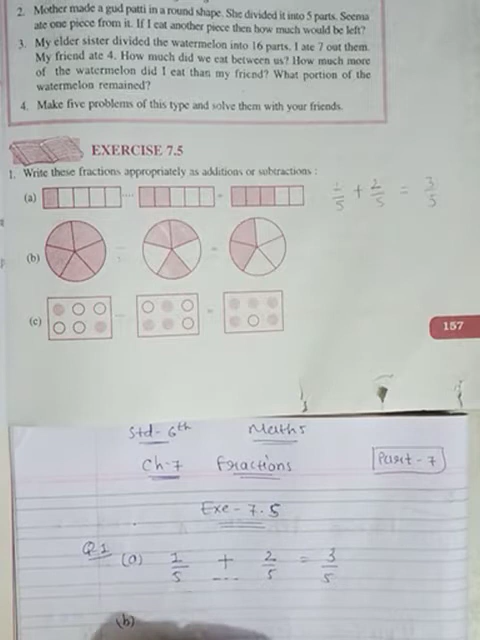 2. Mother made a gud patti in a round shape. She divided it into 5 parts. Seema
ate one piece from it. If I eat another piece then how much would be left?
3. My elder sister divided the watermelon into 16 parts. I ate 7 out them.
My friend ate 4. How much did we eat between us? How much more
of the watermelon did I eat than my friend? What portion of the
watermelon remained?
4. Make five problems of this type and solve them with your friends.
EXERCISE 7.5
1. Write these fractions appropriately as additions or subtractions :
(a) .... = 1/5 + 2/5 = 3/5
(b) =
(c) =
157
Std - 6th Maths
Ch-7 Fractions Part - 7
Exe - 7.5
Q.1 (a) 1/5 + 2/5 = 3/5
(b)